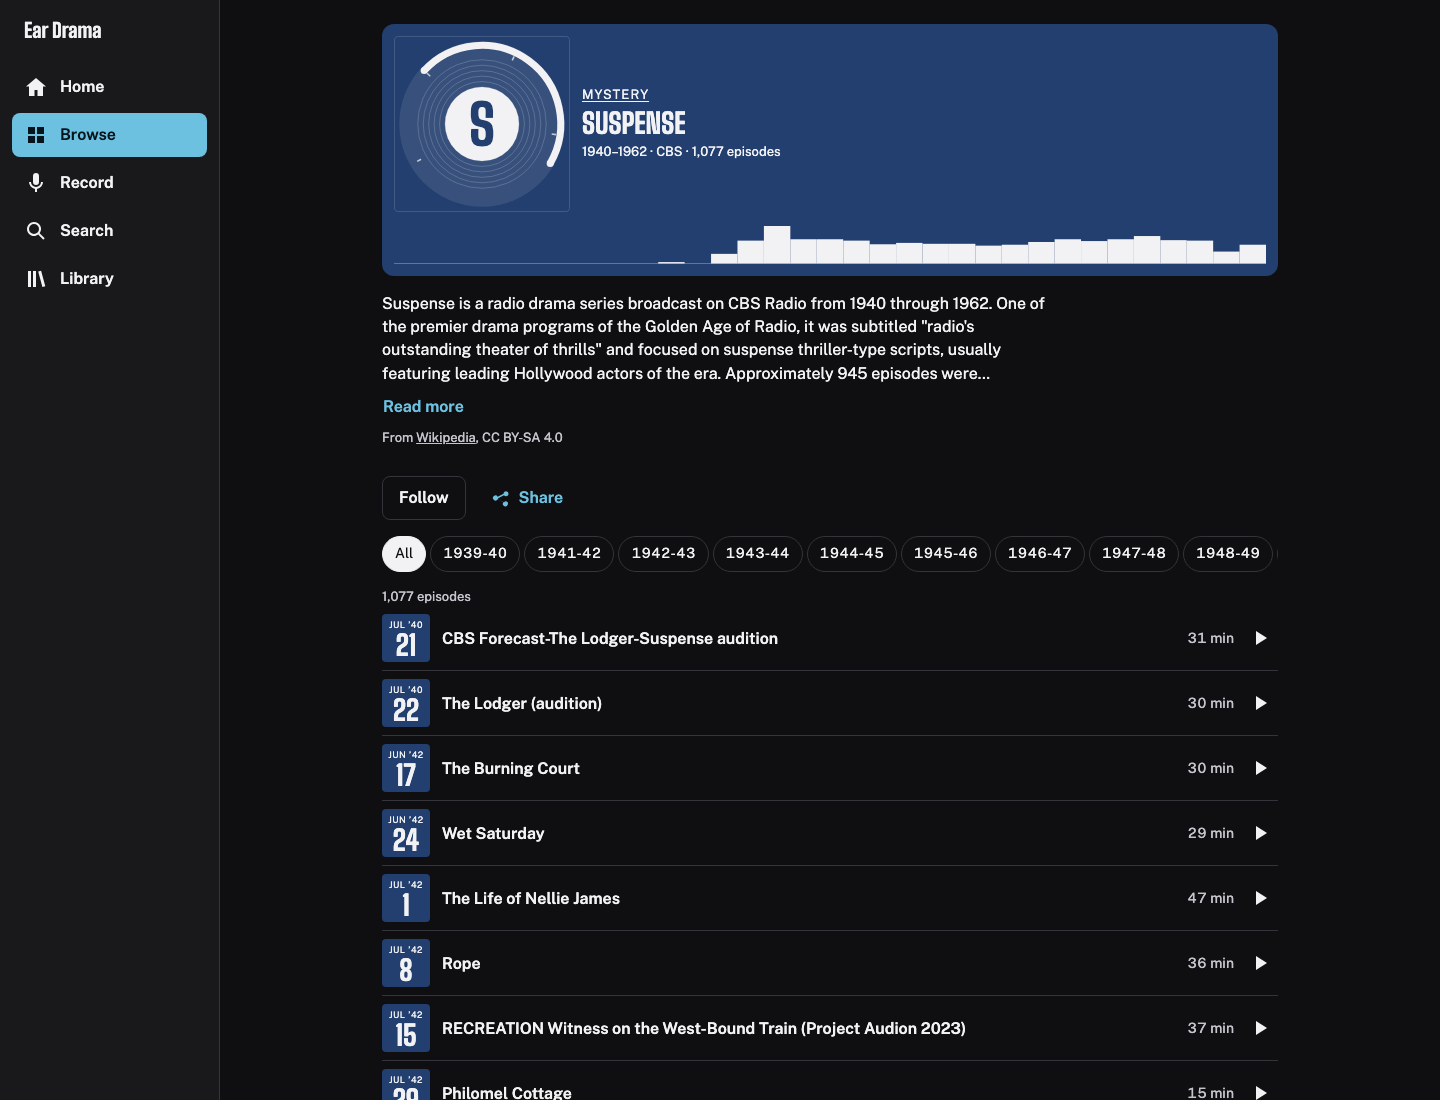 Ear Drama
Home
Browse
Record
Search
Library
S
MYSTERY
SUSPENSE
1940–1962 · CBS · 1,077 episodes
Suspense is a radio drama series broadcast on CBS Radio from 1940 through 1962. One of
the premier drama programs of the Golden Age of Radio, it was subtitled "radio's
outstanding theater of thrills" and focused on suspense thriller-type scripts, usually
featuring leading Hollywood actors of the era. Approximately 945 episodes were...
Read more
From Wikipedia, CC BY-SA 4.0
Follow
Share
All 1939-40 1941-42 1942-43 1943-44 1944-45 1945-46 1946-47 1947-48 1948-49
1,077 episodes
JUL '40
21
CBS Forecast-The Lodger-Suspense audition
31 min
JUL '40
22
The Lodger (audition)
30 min
JUN '42
17
The Burning Court
30 min
JUN '42
24
Wet Saturday
29 min
JUL '42
1
The Life of Nellie James
47 min
JUL '42
8
Rope
36 min
JUL '42
15
RECREATION Witness on the West-Bound Train (Project Audion 2023)
37 min
JUL '42
Philomel Cottage
15 min